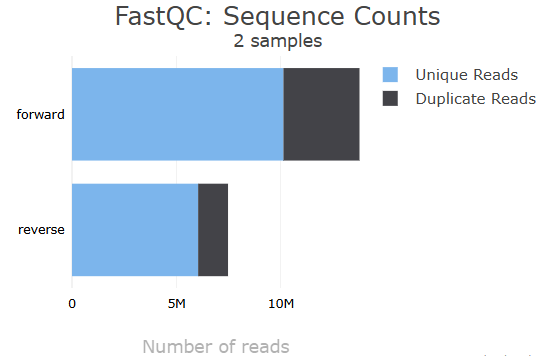 FastQC: Sequence Counts
2 samples
Unique Reads
Duplicate Reads
forward
reverse
0 5M 10M
Number of reads